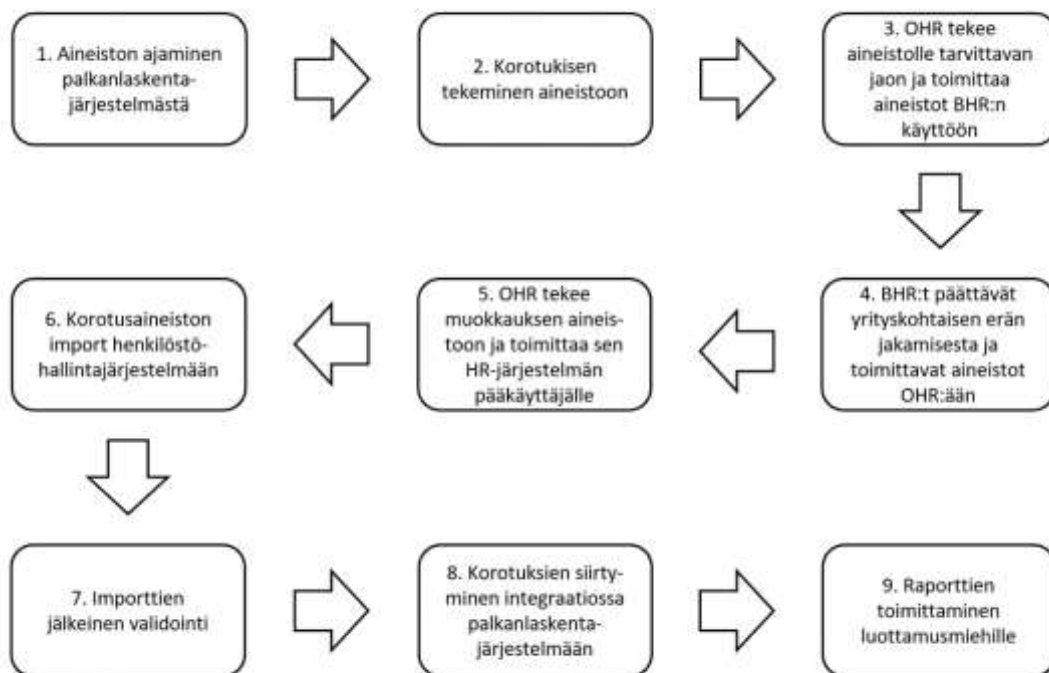 1. Aineiston ajaminen
palkanlaskenta-
järjestelmästä
2. Korotukisen
tekeminen aineistoon
3. OHR tekee
aineistolle tarvittavan
jaon ja toimittaa
aineistot BHR:n
käyttöön
4. BHR:t päättävät
yrityskohtaisen erän
jakamisesta ja
toimittavat aineistot
OHR:ään
5. OHR tekee
muokkauksen aineis-
toon ja toimittaa sen
HR-järjestelmän
pääkäyttäjälle
6. Korotusaineiston
import henkilöstö-
hallintajärjestelmään
7. Importtien
jälkeinen validointi
8. Korotuksien siirty-
minen integraatiossa
palkanlaskenta-
järjestelmään
9. Raporttien
toimittaminen
luottamusmiehille